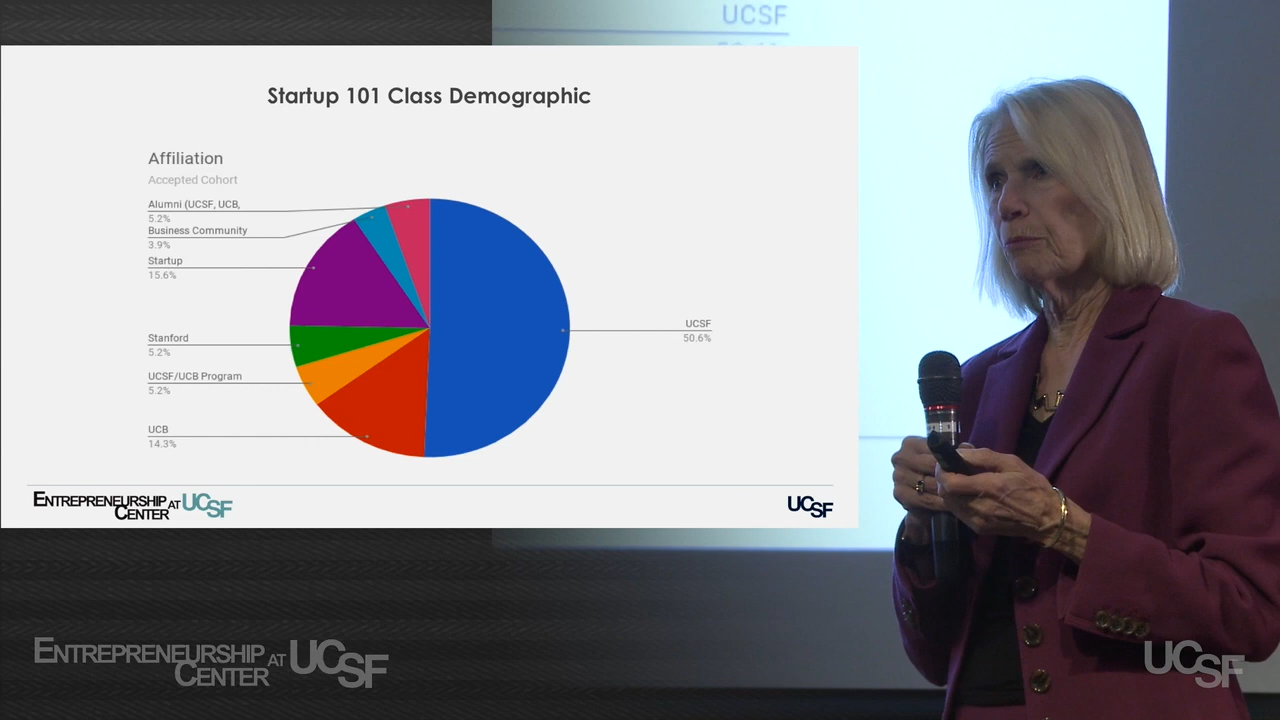 UCSF
Startup 101 Class Demographic
Affiliation
Accepted Cohort
Alumni (UCSF, UCB,
5.2%
Business Community
3.9%
Startup
15.6%
Stanford
5.2%
UCSF/UCB Program
5.2%
UCB
14.3%
UCSF
50.6%
ENTREPRENEURSHIP AT UCSF
CENTER
UCSF
ENTREPRENEURSHIP AT UCSF
CENTER
UCSF